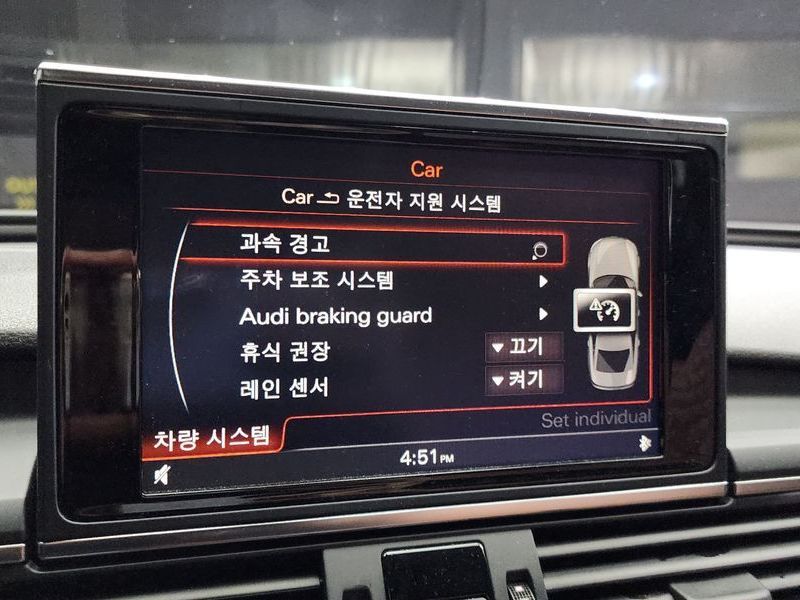 Car
Car 운전자 지원 시스템
과속 경고
주차 보조 시스템
Audi braking guard
휴식 권장 끄기
레인 센서 켜기
Set individual
차량 시스템
4:51 PM